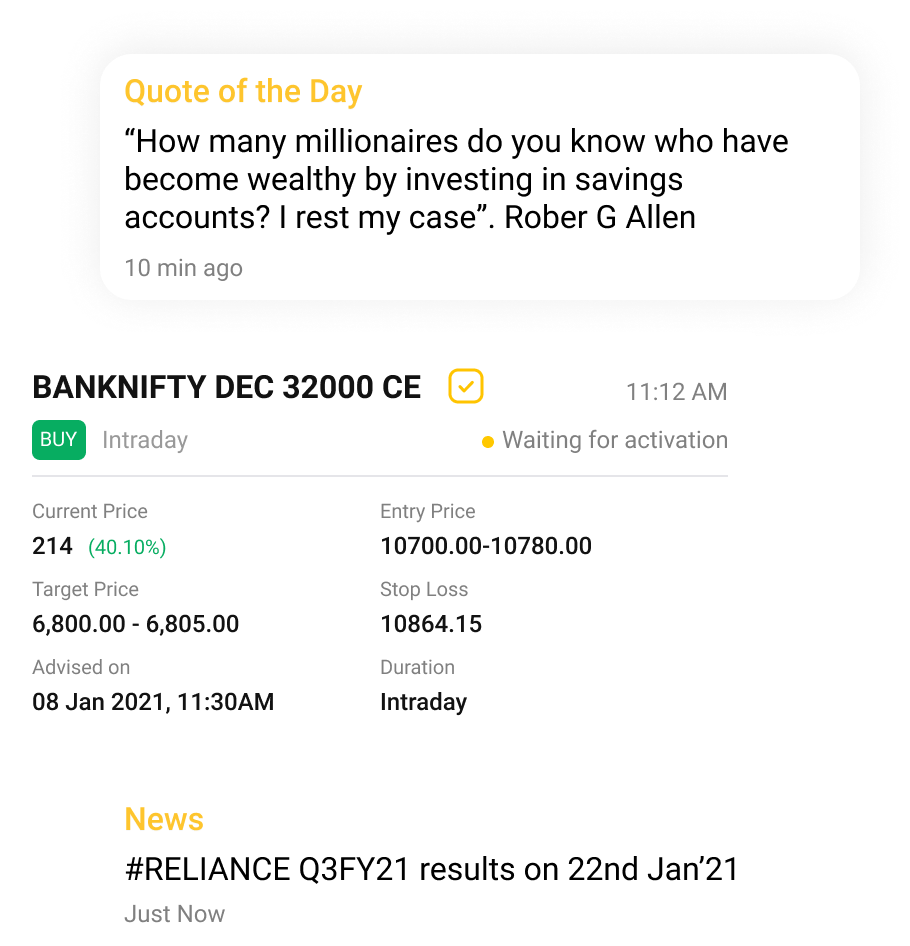 Quote of the Day
“How many millionaires do you know who have
become wealthy by investing in savings
accounts? I rest my case”. Rober G Allen
10 min ago
BANKNIFTY DEC 32000 CE
11:12 AM
BUY Intraday
Waiting for activation
Current Price Entry Price
214 (40.10%) 10700.00-10780.00
Target Price Stop Loss
6,800.00 - 6,805.00 10864.15
Advised on Duration
08 Jan 2021, 11:30AM Intraday
News
#RELIANCE Q3FY21 results on 22nd Jan’21
Just Now